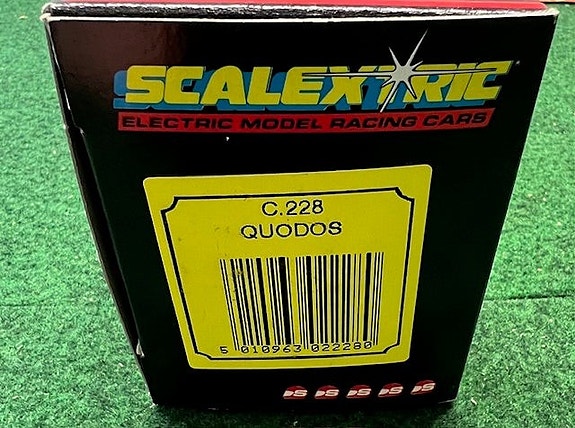 SCALEXTRIC
ELECTRIC MODEL RACING CARS
C.228
QUODOS
5 010963 022280
S S S S S